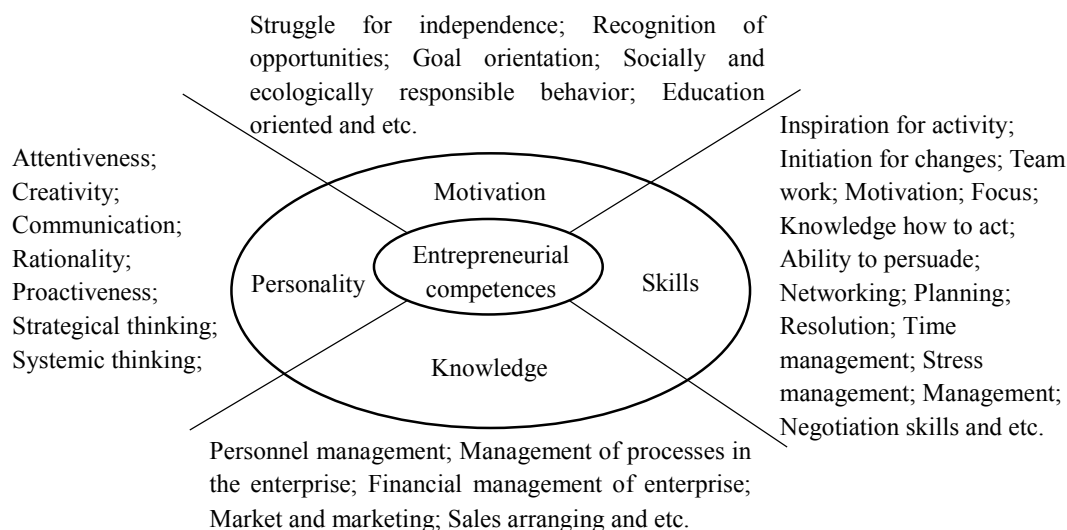 Struggle for independence; Recognition of
opportunities; Goal orientation; Socially and
ecologically responsible behavior; Education
oriented and etc.
Attentiveness;
Creativity;
Communication;
Rationality;
Proactiveness;
Strategical thinking;
Systemic thinking;
Motivation
Personality
Entrepreneurial
competences
Skills
Knowledge
Inspiration for activity;
Initiation for changes; Team
work; Motivation; Focus;
Knowledge how to act;
Ability to persuade;
Networking; Planning;
Resolution; Time
management; Stress
management; Management;
Negotiation skills and etc.
Personnel management; Management of processes in
the enterprise; Financial management of enterprise;
Market and marketing; Sales arranging and etc.